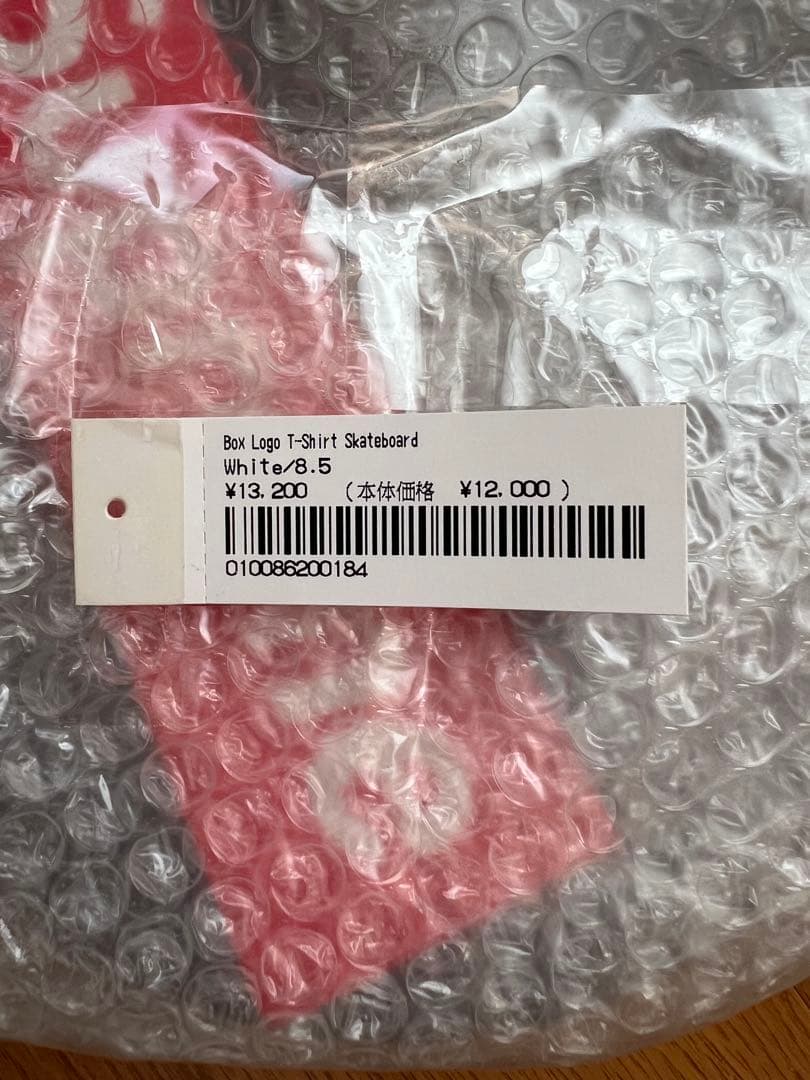 Box Logo T-Shirt Skateboard
White/8.5
¥13,200 (本体価格 ¥12,000 )
010086200184